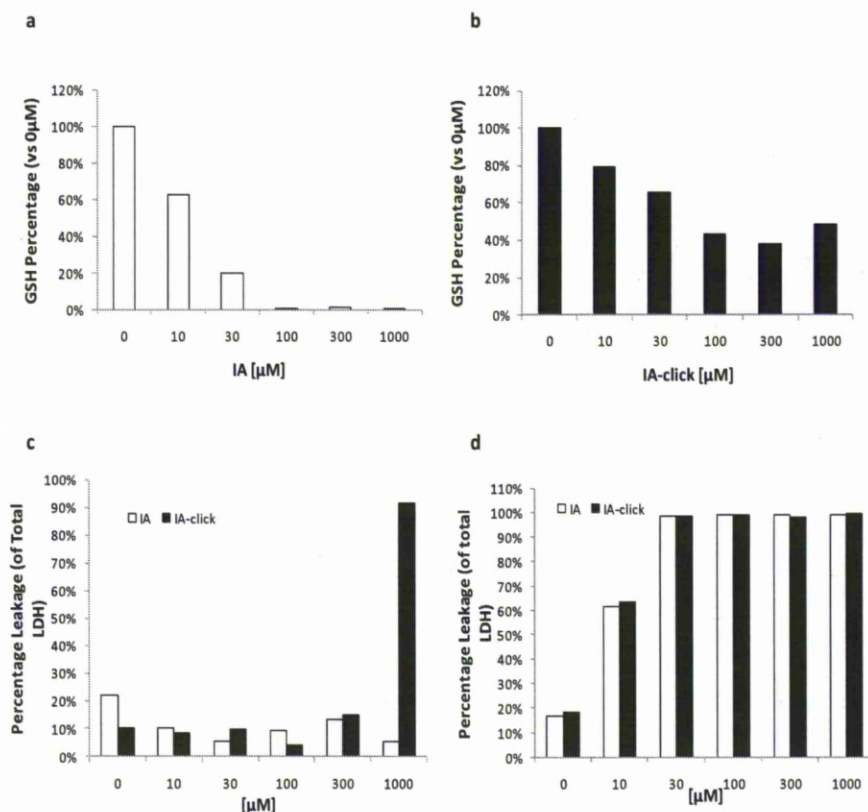 a
GSH Percentage (vs 0µM)
120%
100%
80%
60%
40%
20%
0%
0 10 30 100 300 1000
IA [µM]
b
GSH Percentage (vs 0µM)
120%
100%
80%
60%
40%
20%
0%
0 10 30 100 300 1000
IA-click [µM]
c
Percentage Leakage (of Total
LDH)
100%
90%
80%
70%
60%
50%
40%
30%
20%
10%
0%
IA IA-click
0 10 30 100 300 1000
[µM]
d
Percentage Leakage (of total
LDH)
110%
100%
90%
80%
70%
60%
50%
40%
30%
20%
10%
0%
IA IA-click
0 10 30 100 300 1000
[µM]